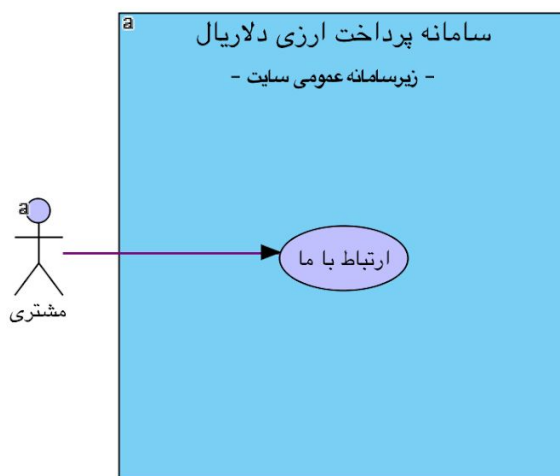 a
سامانه پرداخت ارزی دلاریال
- زیرسامانه عمومی سایت -
a
ارتباط با ما
مشتری